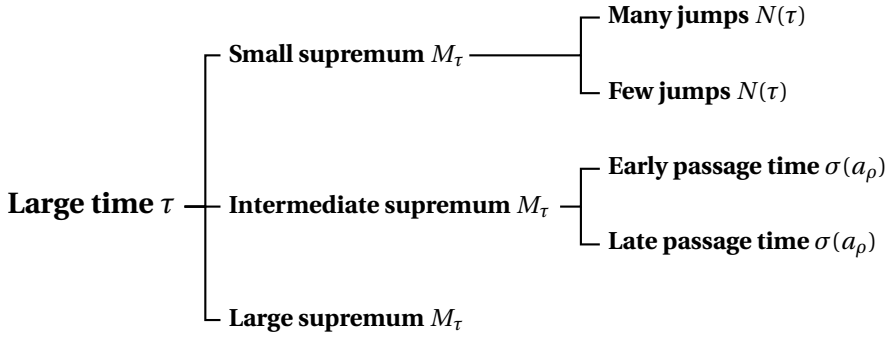 Many jumps N(τ)
Small supremum M_τ
Few jumps N(τ)
Early passage time σ(a_ρ)
Large time τ
Intermediate supremum M_τ
Late passage time σ(a_ρ)
Large supremum M_τ